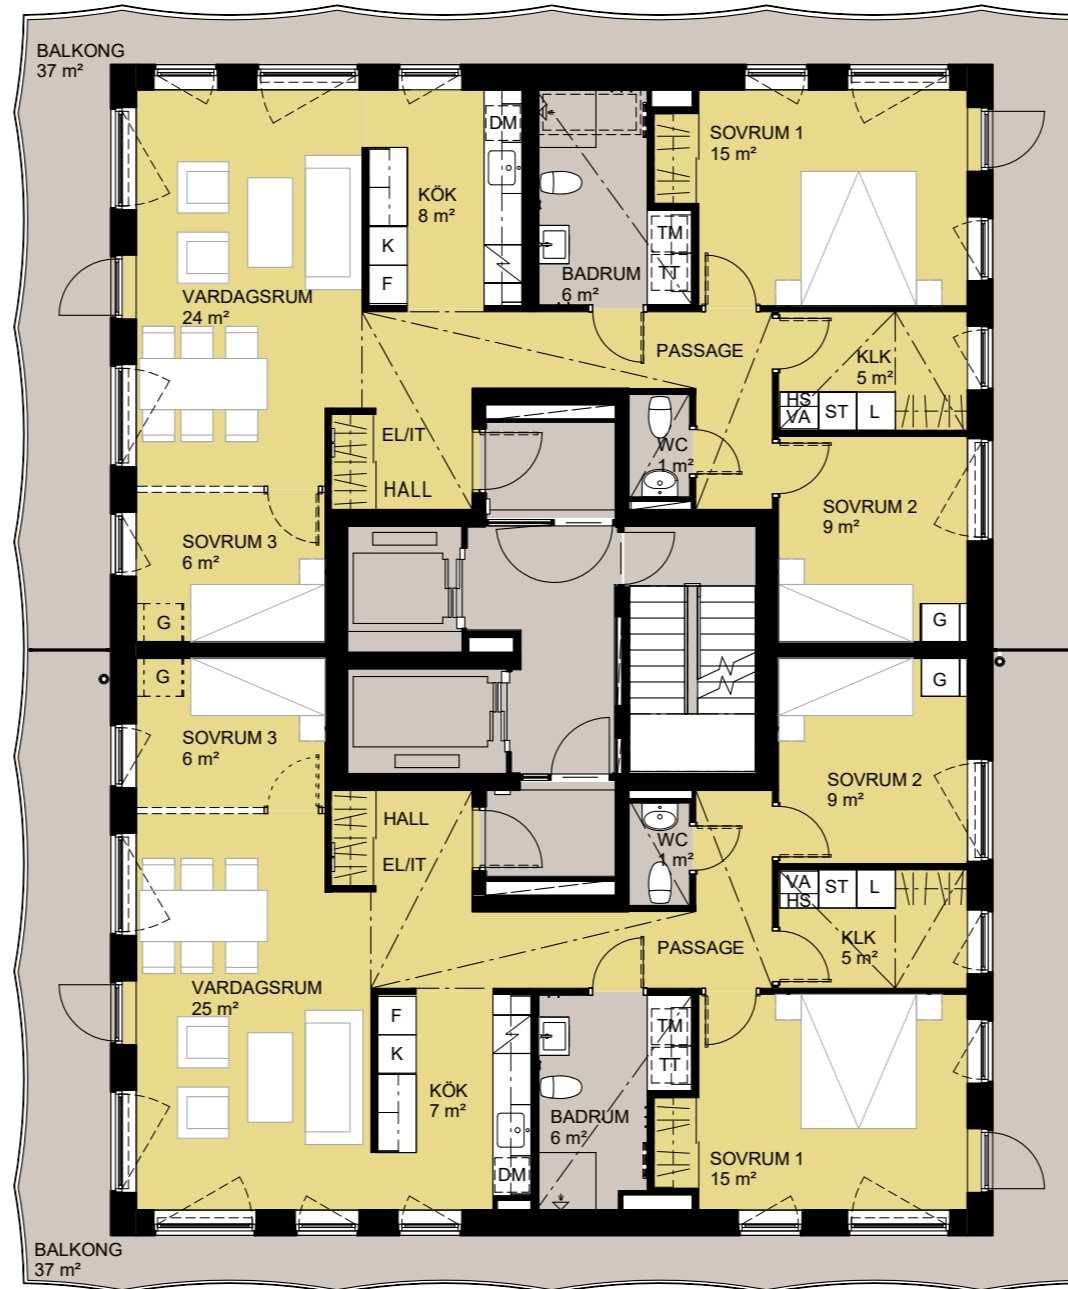 BALKONG
37 m²
DM
SOVRUM 1
15 m²
KÖK
8 m²
K
F
TM
TT
BADRUM
6 m²
VARDAGSRUM
24 m²
PASSAGE
KLK
5 m²
HS
VA
ST
L
EL/IT
HALL
WC
1 m²
SOVRUM 2
9 m²
SOVRUM 3
6 m²
G
G
G
G
SOVRUM 3
6 m²
SOVRUM 2
9 m²
HALL
EL/IT
WC
1 m²
VA
HS
ST
L
KLK
5 m²
PASSAGE
VARDAGSRUM
25 m²
F
K
TM
TT
KÖK
7 m²
BADRUM
6 m²
DM
SOVRUM 1
15 m²
BALKONG
37 m²